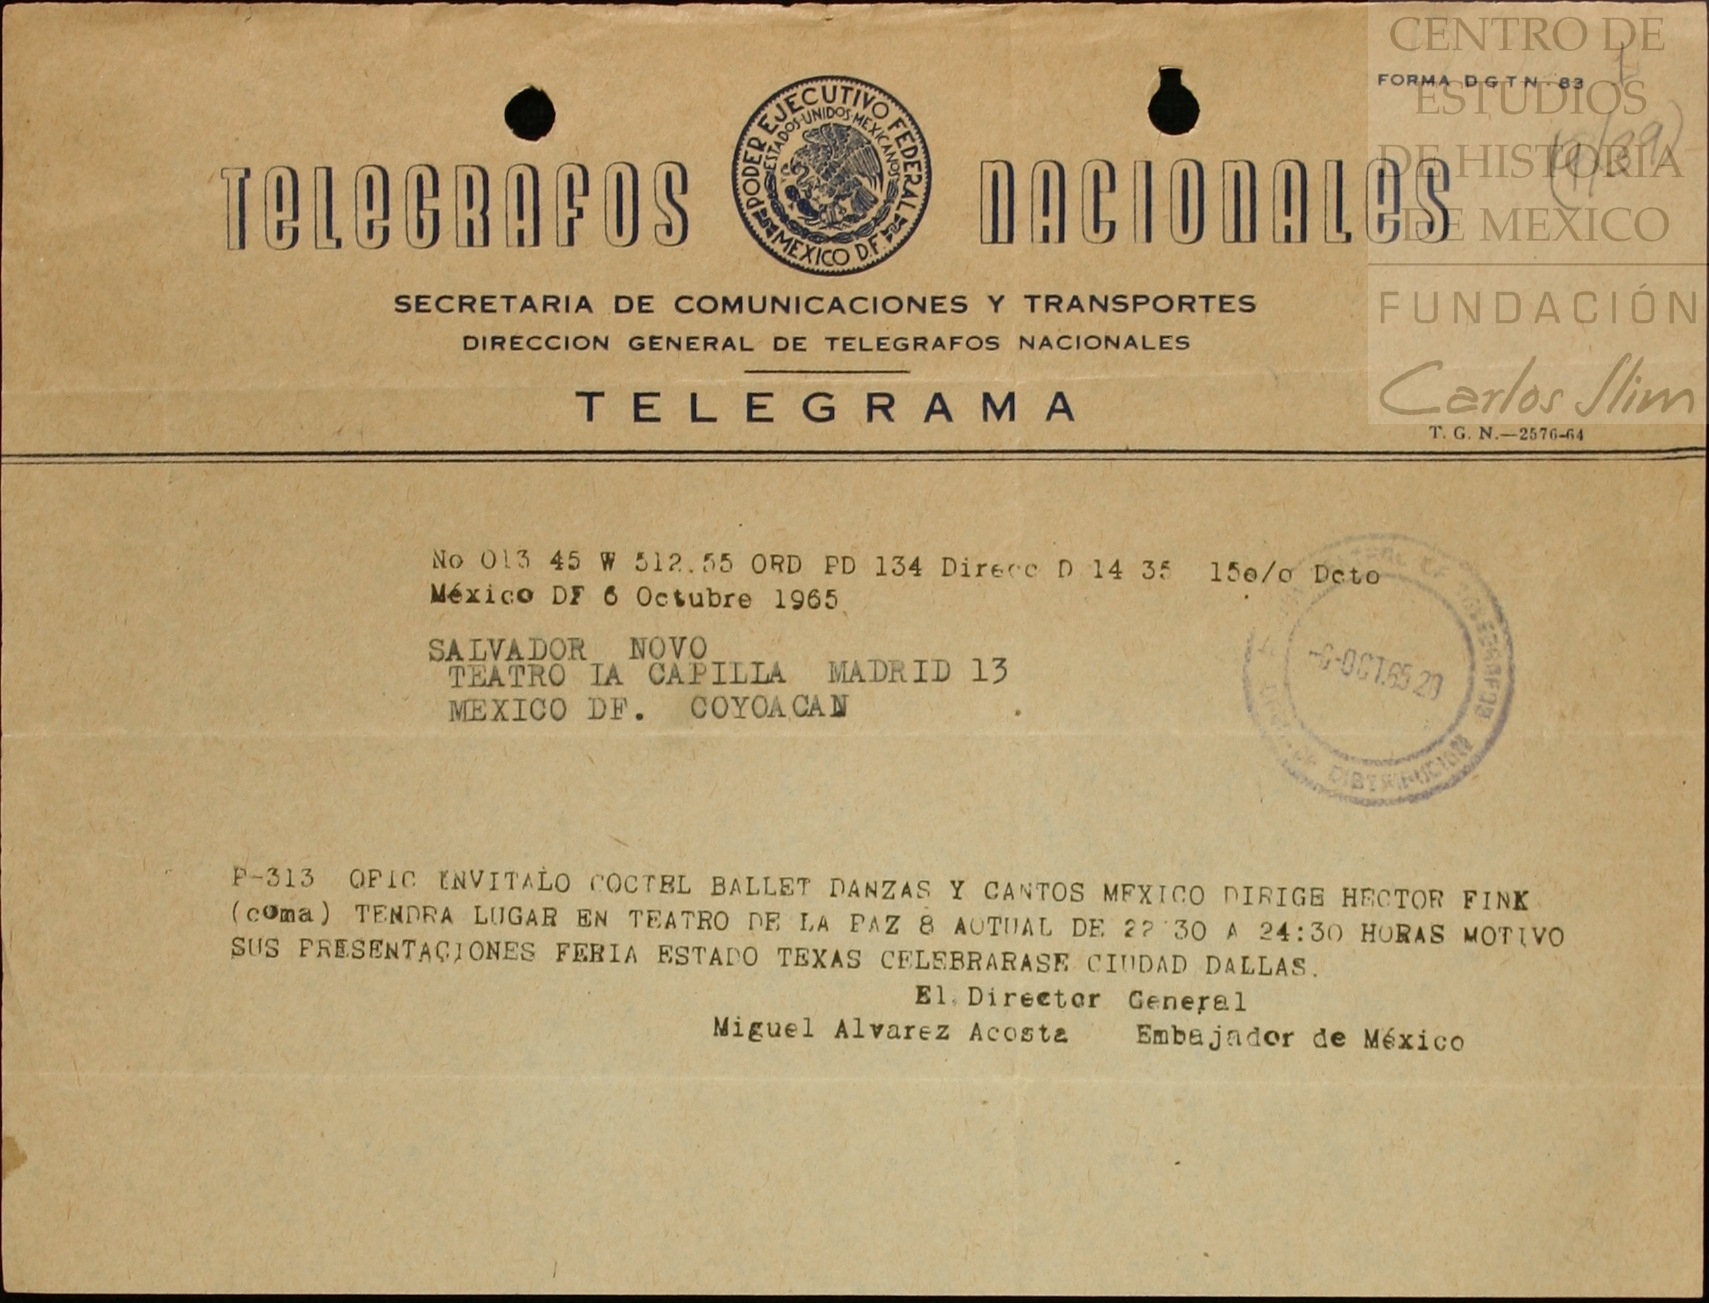 CENTRO DE
ESTUDIOS
DE HISTORIA
DE MEXICO
FUNDACIÓN
Carlos Slim
FORMA D G T N - 83
TELEGRAFOS NACIONALES
PODER EJECUTIVO FEDERAL
ESTADOS UNIDOS MEXICANOS
MEXICO D.F.
SECRETARIA DE COMUNICACIONES Y TRANSPORTES
DIRECCION GENERAL DE TELEGRAFOS NACIONALES
TELEGRAMA
T. G. N.—2576-64
No 013 45 W 512.55 ORD PD 134 Direcc D 14 35 15o/o Dcto
México DF 6 Octubre 1965
SALVADOR NOVO
TEATRO LA CAPILLA MADRID 13
MEXICO DF. COYOACAN
6-OCT.65 20
TELEGRAFOS
DISTRIBUCION
P-313 OFIC INVITALO COCTEL BALLET DANZAS Y CANTOS MEXICO DIRIGE HECTOR FINK
(coma) TENDRA LUGAR EN TEATRO DE LA PAZ 8 ACTUAL DE 22 30 A 24:30 HORAS MOTIVO
SUS PRESENTACIONES FERIA ESTADO TEXAS CELEBRARASE CIUDAD DALLAS.
El Director General
Miguel Alvarez Acosta Embajador de México